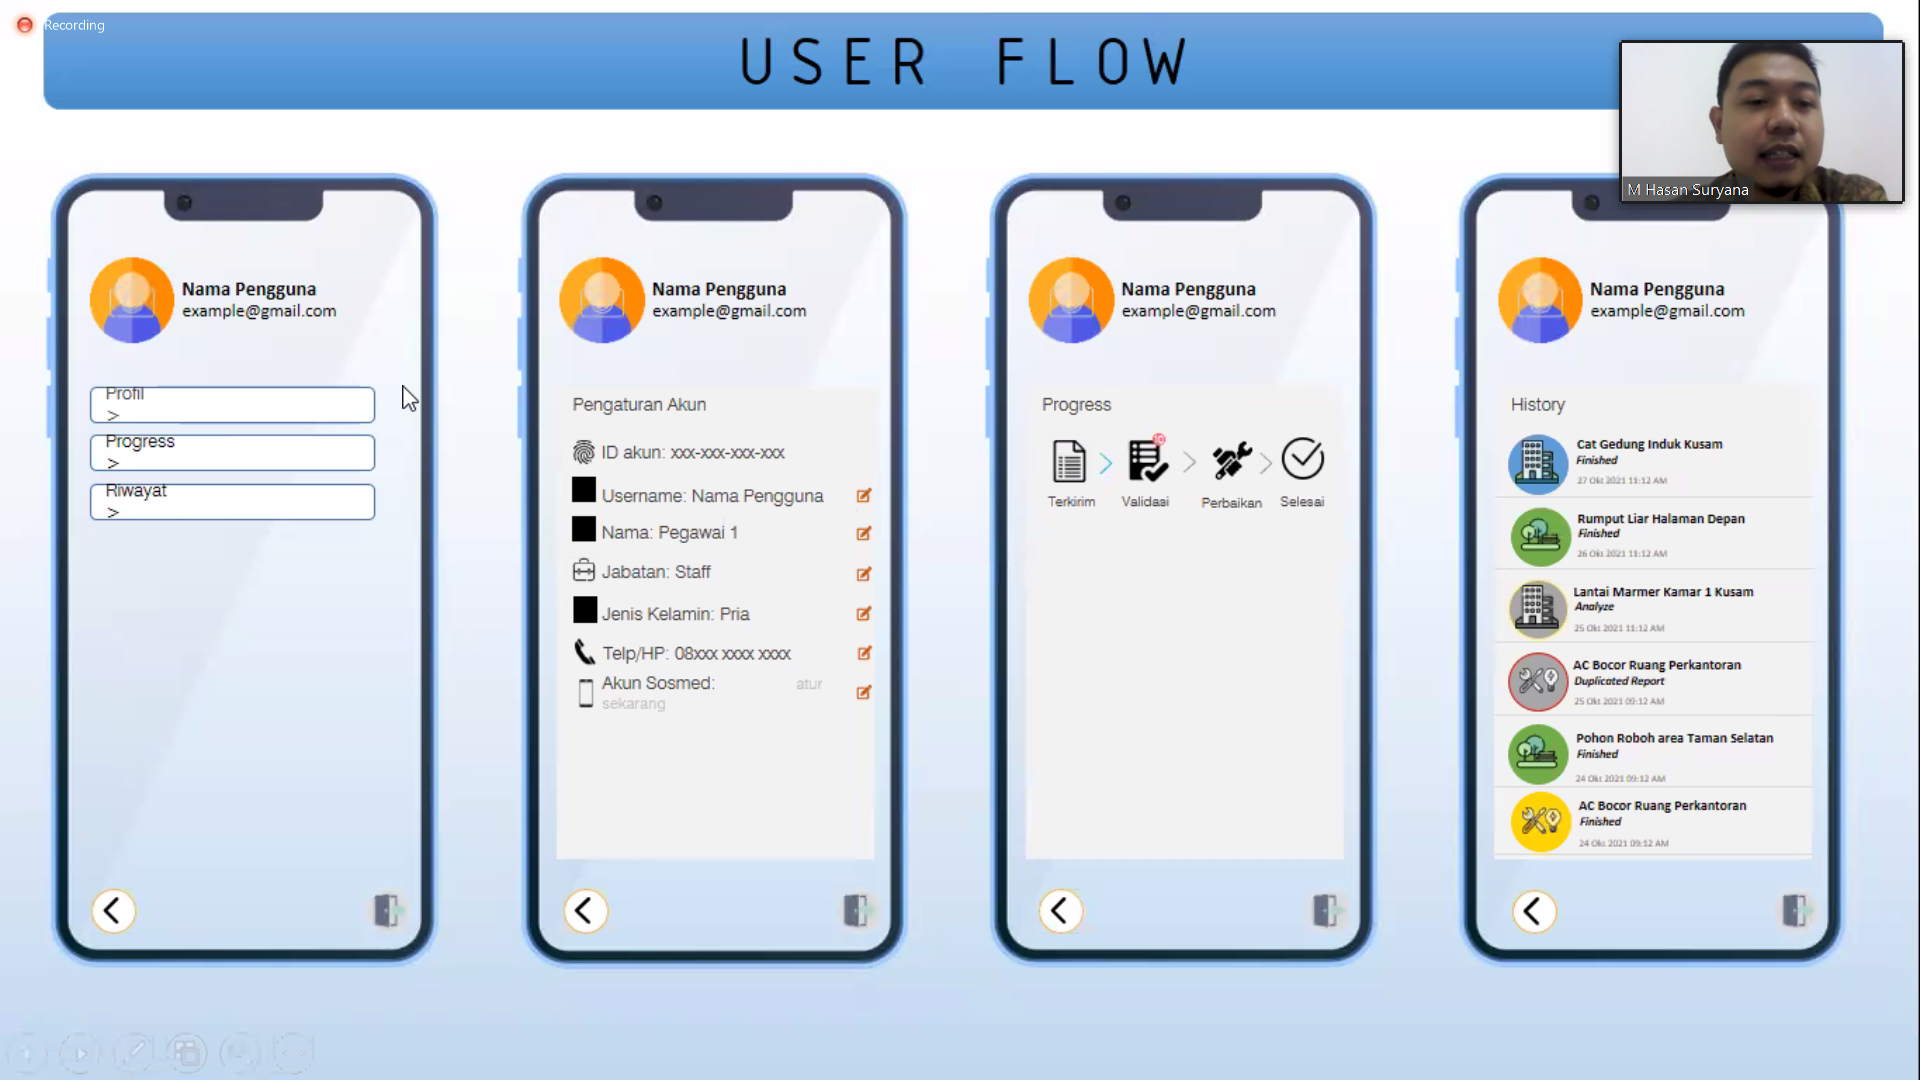 Recording
USER FLOW
M Hasan Suryana
Nama Pengguna
example@gmail.com
Profil
>
Progress
>
Riwayat
>
Nama Pengguna
example@gmail.com
Pengaturan Akun
ID akun: xxx-xxx-xxx-xxx
Username: Nama Pengguna
Nama: Pegawai 1
Jabatan: Staff
Jenis Kelamin: Pria
Telp/HP: 08xxx xxxx xxxx
Akun Sosmed: atur
sekarang
Nama Pengguna
example@gmail.com
Progress
10
Terkirim Validasi Perbaikan Selesai
Nama Pengguna
example@gmail.com
History
Cat Gedung Induk Kusam
Finished
27 Okt 2021 11:12 AM
Rumput Liar Halaman Depan
Finished
26 Okt 2021 11:12 AM
Lantai Marmer Kamar 1 Kusam
Analyze
25 Okt 2021 11:12 AM
AC Bocor Ruang Perkantoran
Duplicated Report
25 Okt 2021 09:12 AM
Pohon Roboh area Taman Selatan
Finished
24 Okt 2021 09:12 AM
AC Bocor Ruang Perkantoran
Finished
24 Okt 2021 09:12 AM